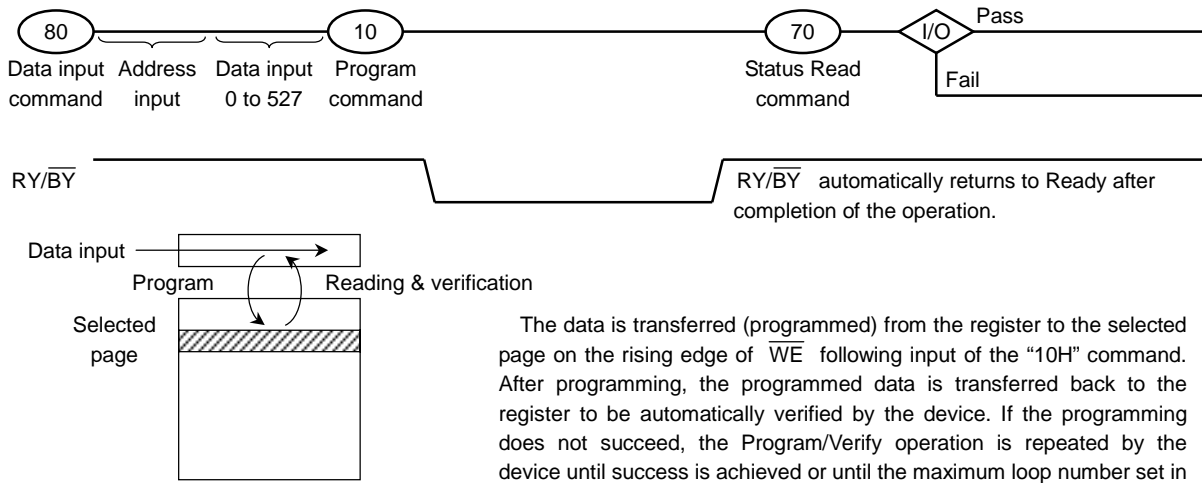 80 10 70 I/O Pass
Data input Address Data input Program Status Read
command input 0 to 527 command command Fail
RY/BY
RY/BY automatically returns to Ready after
completion of the operation.
Data input
Program Reading & verification
Selected
page
The data is transferred (programmed) from the register to the selected
page on the rising edge of WE following input of the “10H” command.
After programming, the programmed data is transferred back to the
register to be automatically verified by the device. If the programming
does not succeed, the Program/Verify operation is repeated by the
device until success is achieved or until the maximum loop number set in